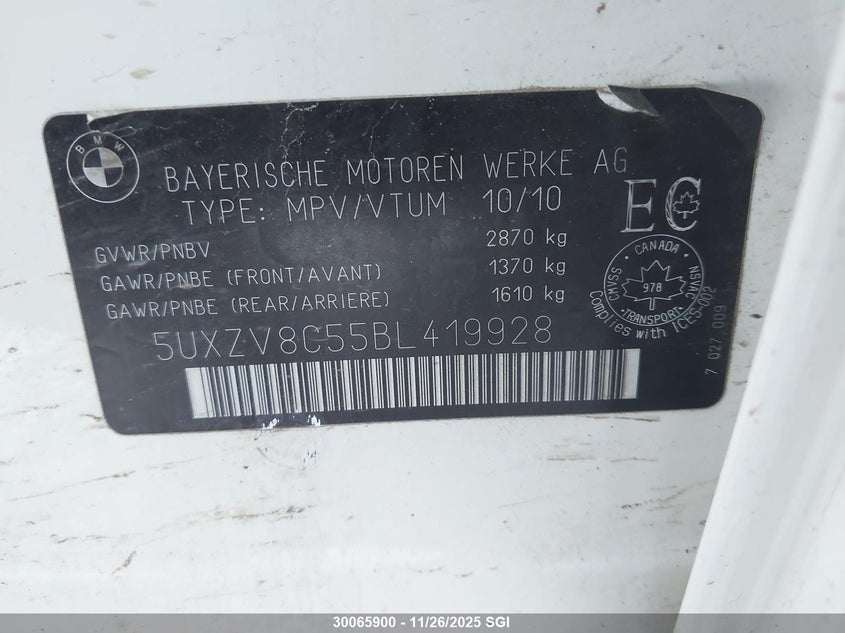 BMW
BAYERISCHE MOTOREN WERKE AG
TYPE: MPV/VTUM 10/10
EC
GVWR/PNBV 2870 kg
GAWR/PNBE (FRONT/AVANT) 1370 kg
GAWR/PNBE (REAR/ARRIERE) 1610 kg
CANADA
CMVSS 978 NSVAC
TRANSPORT
Complies with ICES-002
5UXZV8C55BL419928
7 027 009
30065900 - 11/26/2025 SGI